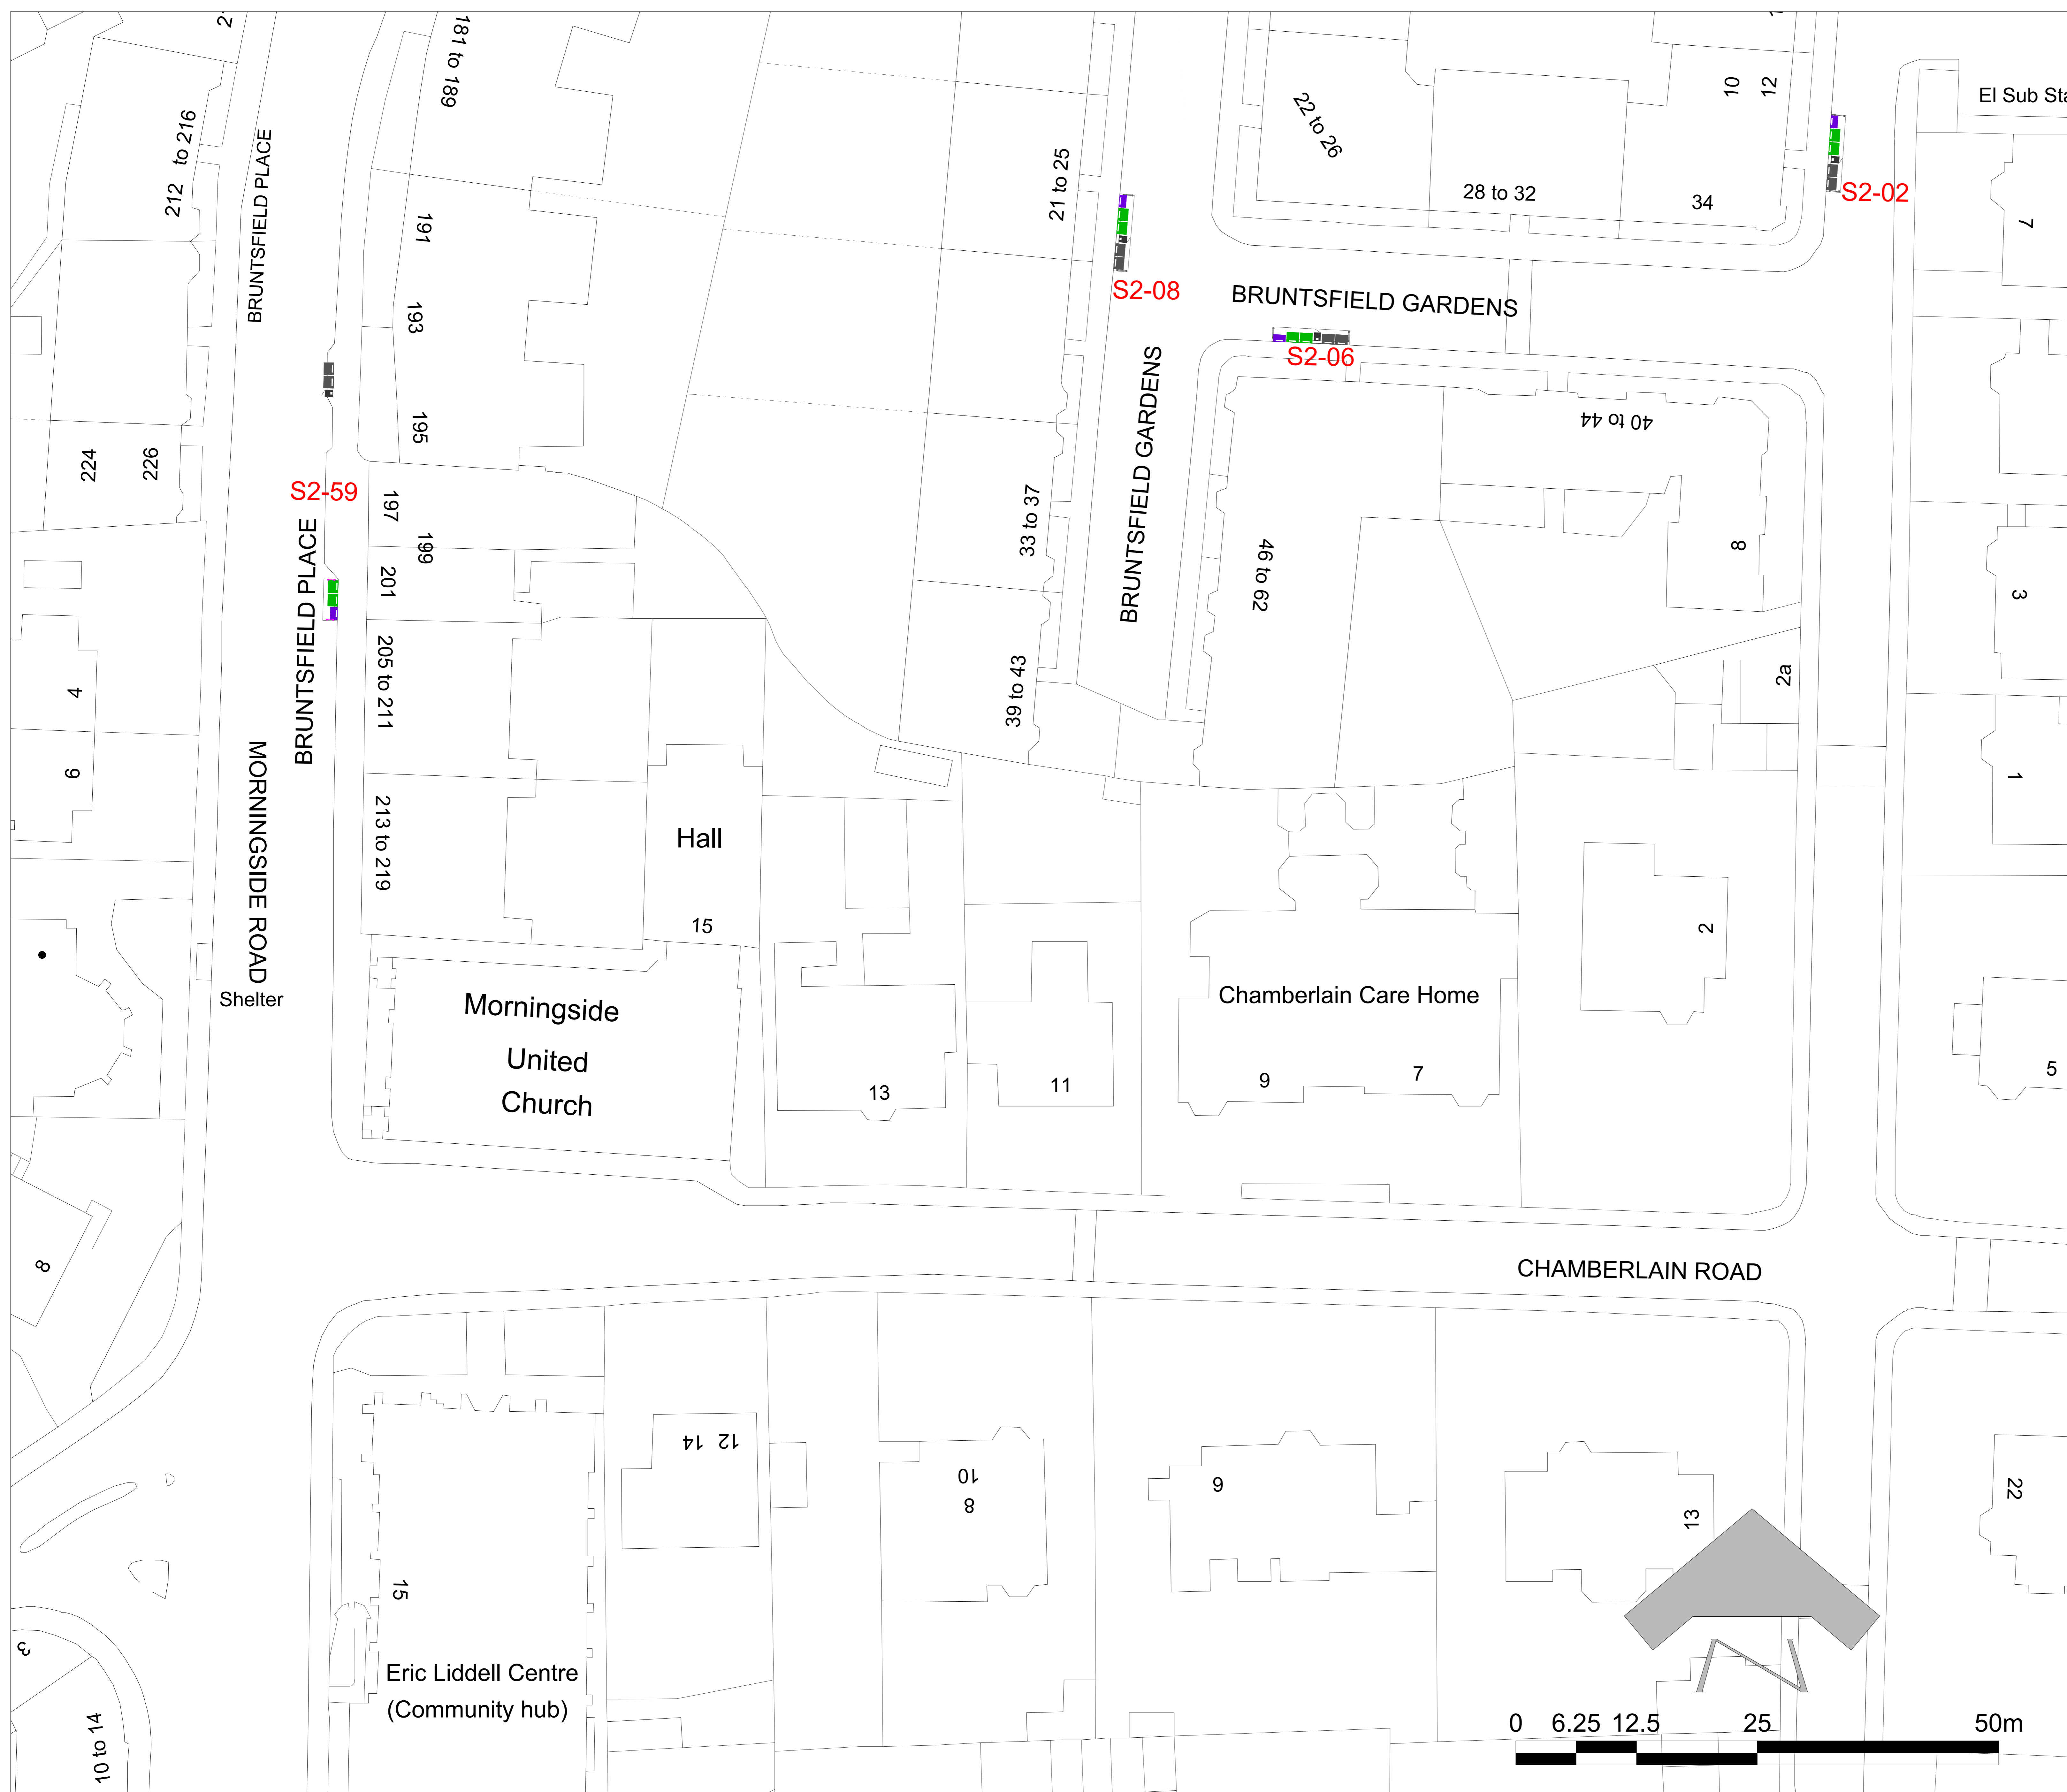 181 to 189
10
12
El Sub Sta
22 to 26
212 to 216
BRUNTSFIELD PLACE
21 to 25
28 to 32
34
S2-02
7
191
S2-08
BRUNTSFIELD GARDENS
193
S2-06
195
40 to 44
BRUNTSFIELD GARDENS
224
226
S2-59
197
33 to 37
199
8
201
46 to 62
3
BRUNTSFIELD PLACE
205 to 211
4
39 to 43
2a
6
1
MORNINGSIDE ROAD
213 to 219
Hall
15
2
Shelter
Morningside
United
Church
Chamberlain Care Home
13
11
9
7
5
8
CHAMBERLAIN ROAD
14
12
10
8
6
13
22
15
3
Eric Liddell Centre
(Community hub)
10 to 14
N
0
6.25
12.5
25
50m